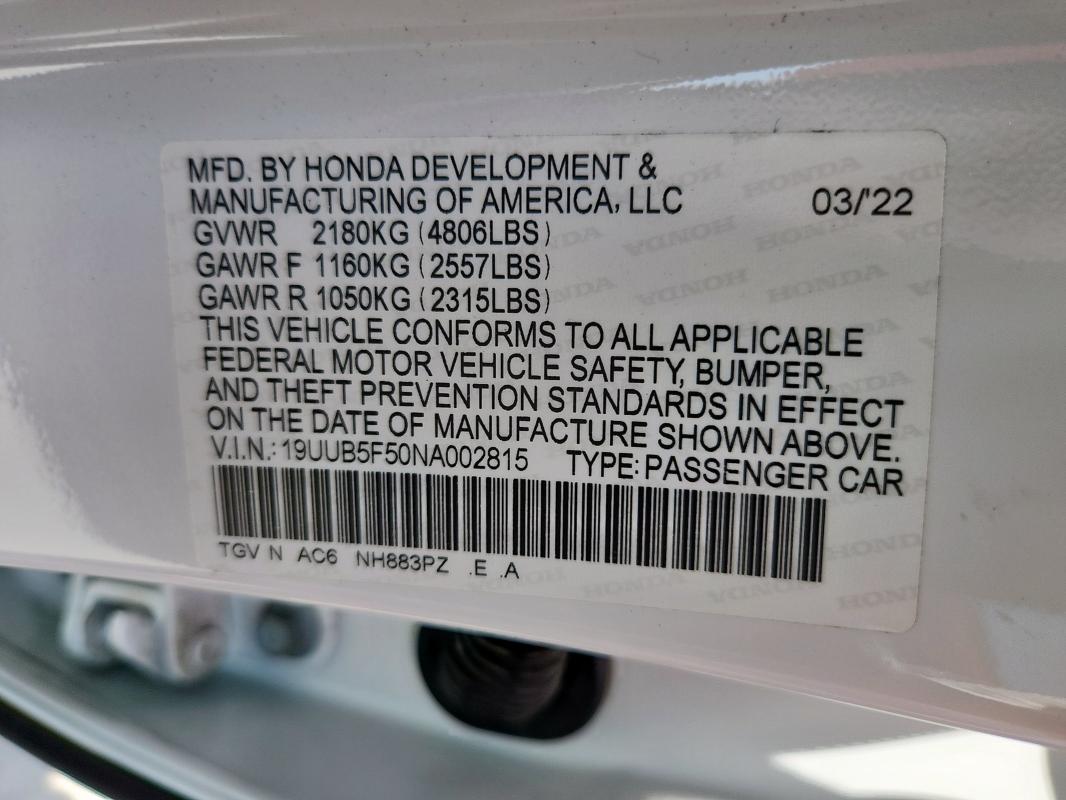 MFD. BY HONDA DEVELOPMENT &
MANUFACTURING OF AMERICA, LLC 03/'22
GVWR 2180KG (4806LBS)
GAWR F 1160KG (2557LBS)
GAWR R 1050KG (2315LBS)
THIS VEHICLE CONFORMS TO ALL APPLICABLE
FEDERAL MOTOR VEHICLE SAFETY, BUMPER,
AND THEFT PREVENTION STANDARDS IN EFFECT
ON THE DATE OF MANUFACTURE SHOWN ABOVE.
V.I.N.: 19UUB5F50NA002815 TYPE: PASSENGER CAR
TGV N AC6 NH883PZ .E .A